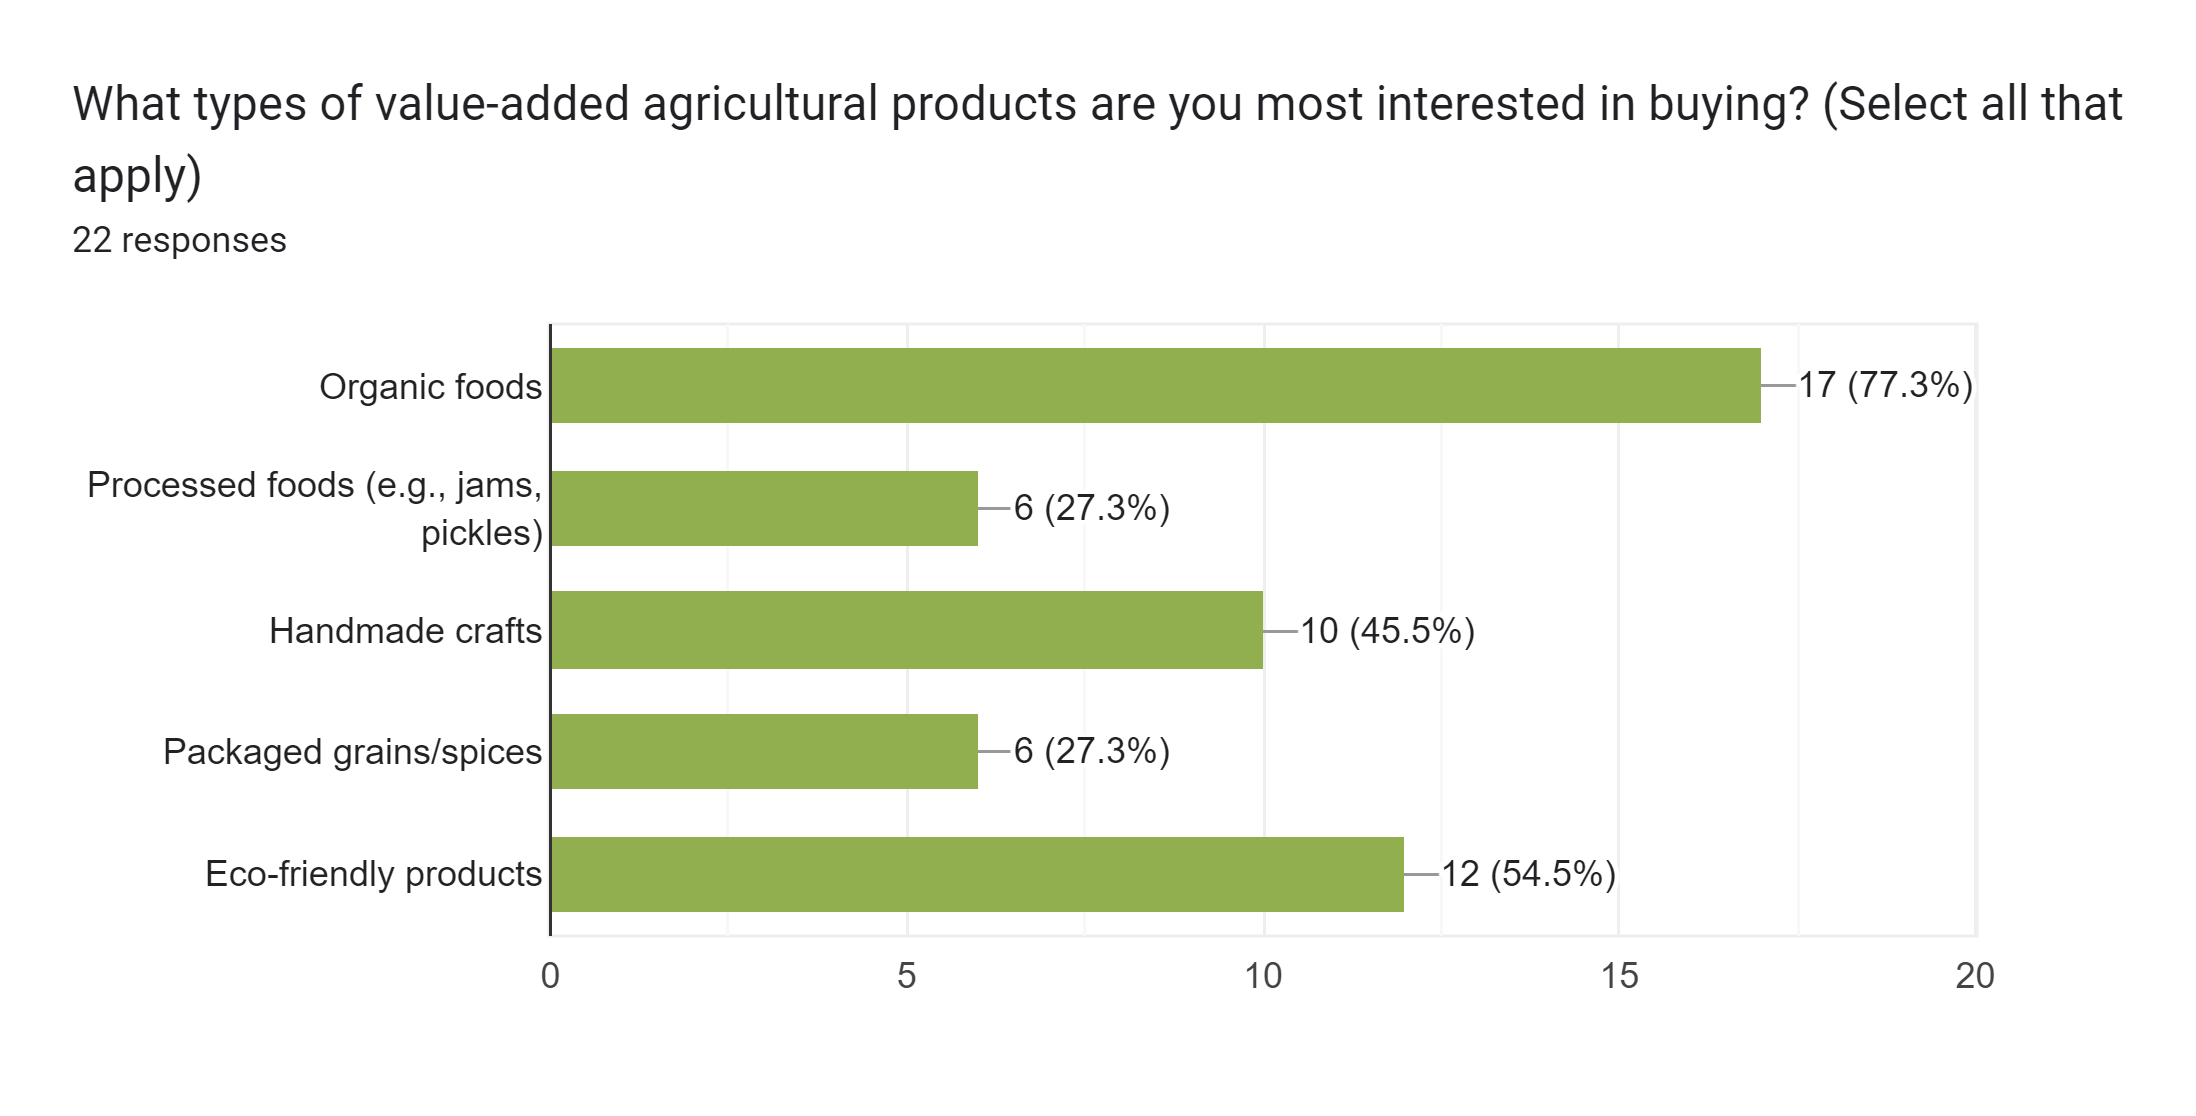 What types of value-added agricultural products are you most interested in buying? (Select all that
apply)
22 responses
Organic foods
17 (77.3%)
Processed foods (e.g., jams,
pickles)
6 (27.3%)
Handmade crafts
10 (45.5%)
Packaged grains/spices
6 (27.3%)
Eco-friendly products
12 (54.5%)
0 5 10 15 20